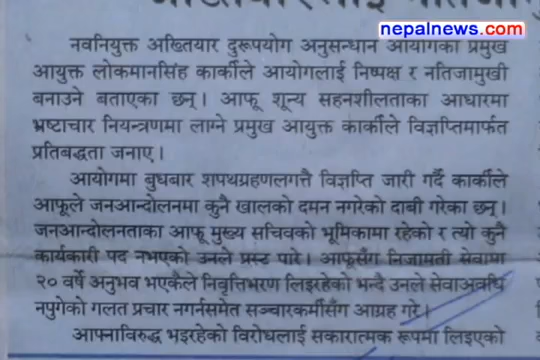 nepalnews.com
नवनियुक्त अख्तियार दुरूपयोग अनुसन्धान आयोगका प्रमुख
आयुक्त लोकमानसिंह कार्कीले आयोगलाई निष्पक्ष र नतिजामुखी
बनाउने बताएका छन् । आफू शून्य सहनशीलताका आधारमा
भ्रष्टाचार नियन्त्रणमा लाग्ने प्रमुख आयुक्त कार्कीले विज्ञप्तिमार्फत
प्रतिबद्धता जनाए ।
आयोगमा बुधबार शपथग्रहणलगत्तै विज्ञप्ति जारी गर्दै कार्कीले
आफूले जनआन्दोलनमा कुनै खालको दमन नगरेको दाबी गरेका छन् ।
जनआन्दोलनताका आफू मुख्य सचिवको भूमिकामा रहेको र त्यो कुनै
कार्यकारी पद नभएको उनले प्रस्ट पारे । आफूसँग निजामती सेवामा
२० वर्षे अनुभव भएकैले निवृत्तिभरण लिइरहेको भन्दै उनले सेवाअवधि
नपुगेको गलत प्रचार नगर्नसमेत सञ्चारकर्मीसँग आग्रह गरे ।
आफ्नाविरुद्ध भइरहेको विरोधलाई सकारात्मक रूपमा लिइएको